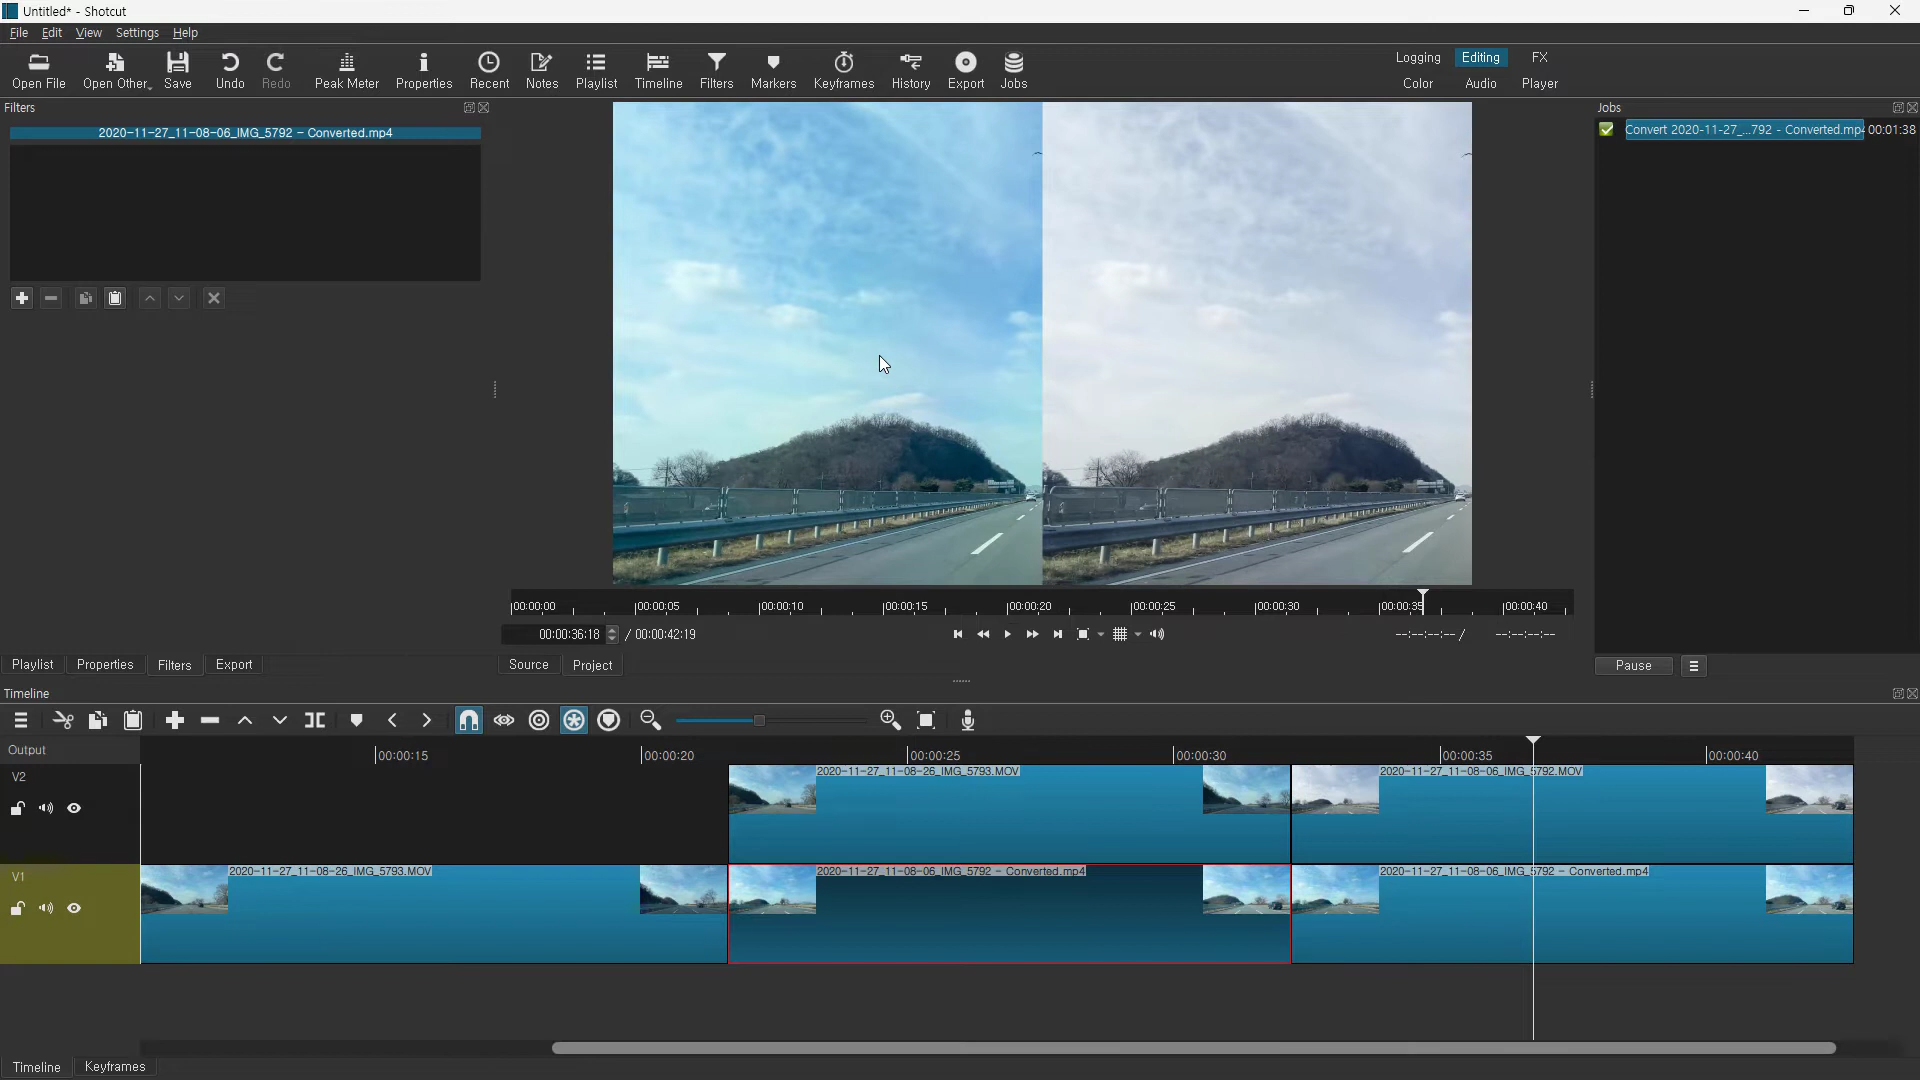 Untitled* - Shotcut
File Edit View Settings Help
Open File Open Other... Save Undo Redo Peak Meter Properties Recent Notes Playlist Timeline Filters Markers Keyframes History Export Jobs
Logging Editing FX
Color Audio Player
Filters
2020-11-27_11-08-06_IMG_5792 - Converted.mp4
Jobs
Convert 2020-11-27_...792 - Converted.mp4 00:01:38
00:00:00 00:00:05 00:00:10 00:00:15 00:00:20 00:00:25 00:00:30 00:00:35 00:00:40
00:00:36:18 / 00:00:42:19
--:--:--:-- / --:--:--:--
Playlist Properties Filters Export
Source Project
Pause
Timeline
Output
00:00:15 00:00:20 00:00:25 00:00:30 00:00:35 00:00:40
V2
2020-11-27_11-08-26_IMG_5793.MOV 2020-11-27_11-08-06_IMG_5792.MOV
V1
2020-11-27_11-08-26_IMG_5793.MOV 2020-11-27_11-08-06_IMG_5792 - Converted.mp4 2020-11-27_11-08-06_IMG_5792 - Converted.mp4
Timeline Keyframes